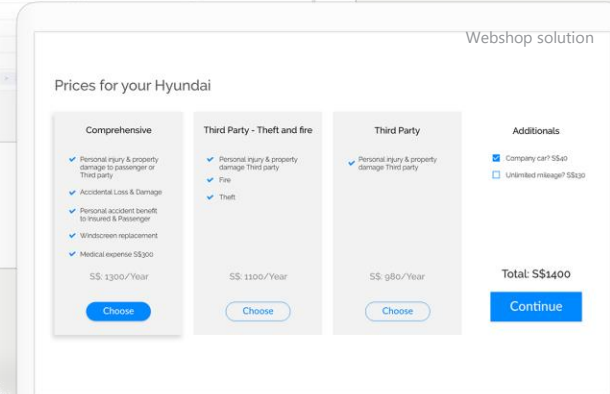 Webshop solution
Prices for your Hyundai
Comprehensive
Personal injury & property
damage to passenger or
Third party
Accidental Loss & Damage
Personal accident benefit
to insured & Passenger
Windscreen replacement
Medical expense S$300
S$: 1300/Year
Choose
Third Party - Theft and fire
Personal injury & property
damage Third party
Fire
Theft
S$: 1100/Year
Choose
Third Party
Personal injury & property
damage Third party
S$: 980/Year
Choose
Additionals
Company car? S$40
Unlimited mileage? S$130
Total: S$1400
Continue